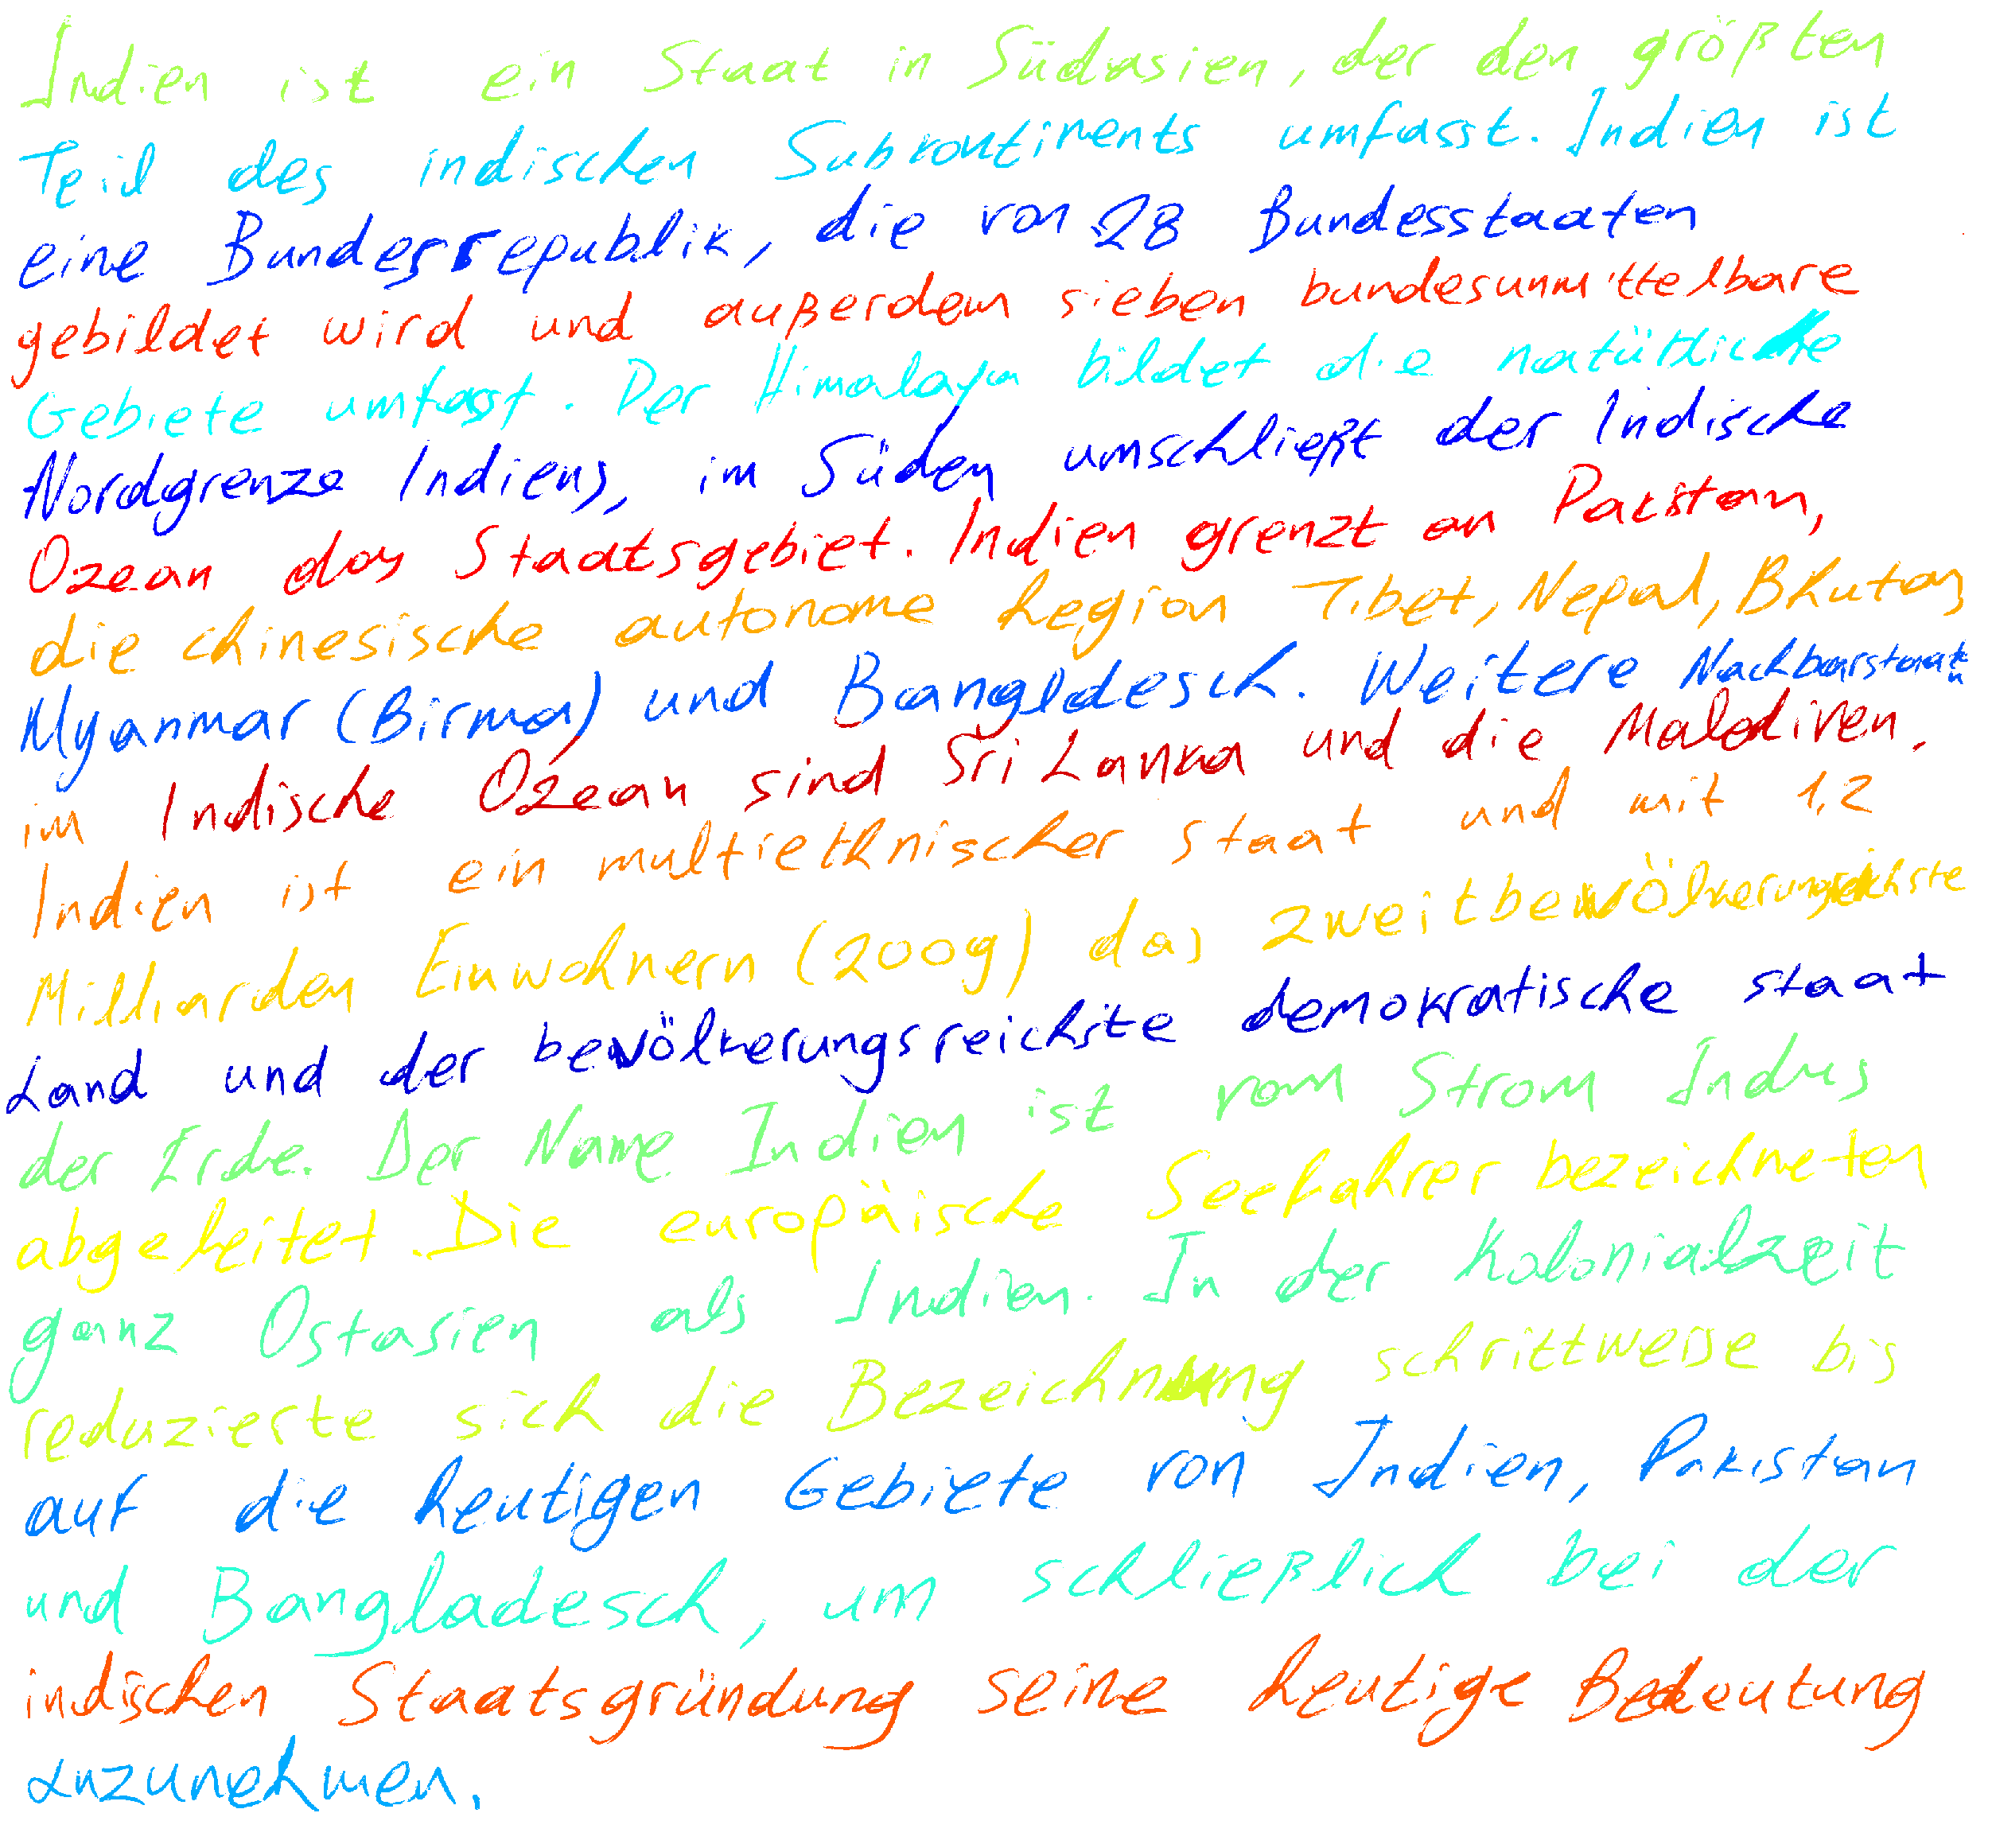 Indien ist ein Staat in Südasien, der den größten
Teil des indischen Subkontinents umfasst. Indien ist
eine Bundesrepublik, die von 28 Bundesstaaten
gebildet wird und außerdem sieben bundesunmittelbare
Gebiete umfasst. Der Himalaya bildet die natürliche
Nordgrenze Indiens, im Süden umschließt der Indische
Ozean das Staatsgebiet. Indien grenzt an Pakistan,
die chinesische autonome Region Tibet, Nepal, Bhutan,
Myanmar (Birma) und Bangladesch. Weitere Nachbarstaaten
im Indische Ozean sind Sri Lanka und die Malediven.
Indien ist ein multiethnischer Staat und mit 1,2
Milliarden Einwohnern (2009) das zweitbevölkerungsreichste
Land und der bevölkerungsreichste demokratische Staat
der Erde. Der Name Indien ist vom Strom Indus
abgeleitet. Die europäische Seefahrer bezeichneten
ganz Ostasien als Indien. In der Kolonialzeit
reduzierte sich die Bezeichnung schrittweise bis
auf die heutigen Gebiete von Indien, Pakistan
und Bangladesch, um schließlich bei der
indischen Staatsgründung seine heutige Bedeutung
anzunehmen.